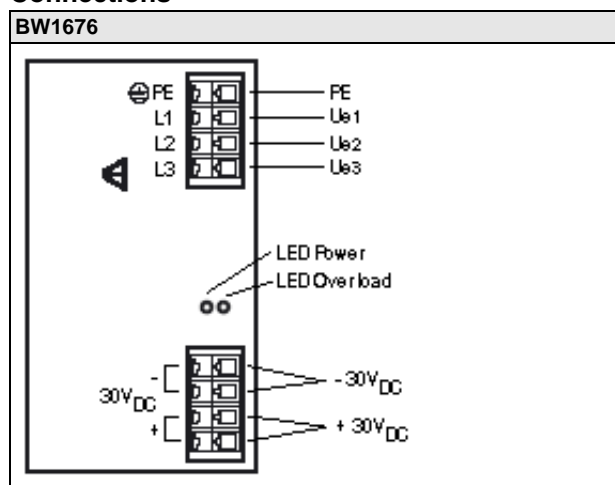 Connections
BW1676
PE PE
L1 Ue1
L2 Ue2
L3 Ue3
LED Power
LED Overload
- - 30VDC
30VDC
+ + 30VDC